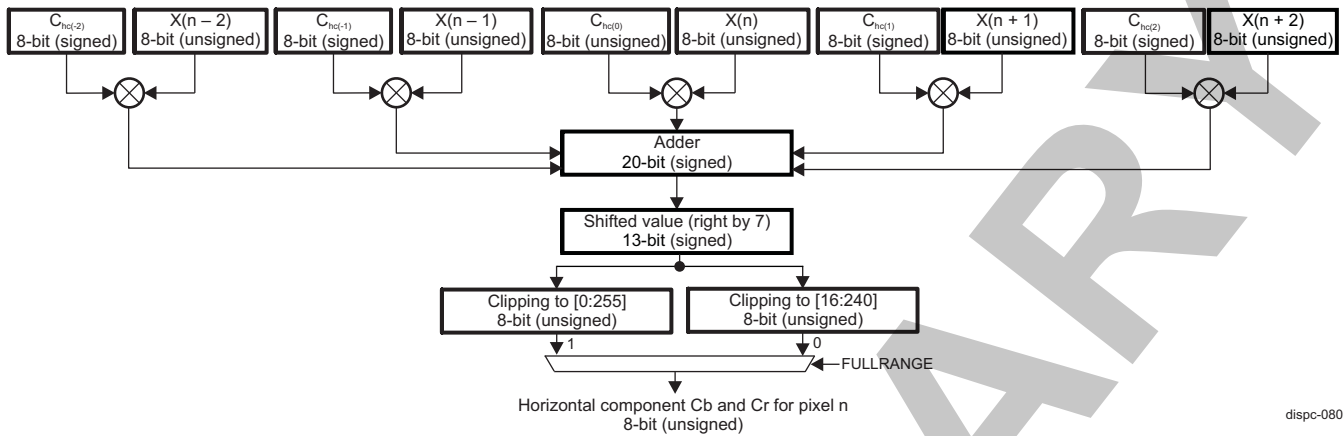 Chc(-2)
8-bit (signed)
X(n – 2)
8-bit (unsigned)
Chc(-1)
8-bit (signed)
X(n – 1)
8-bit (unsigned)
Chc(0)
8-bit (unsigned)
X(n)
8-bit (unsigned)
Chc(1)
8-bit (signed)
X(n + 1)
8-bit (unsigned)
Chc(2)
8-bit (signed)
X(n + 2)
8-bit (unsigned)
Adder
20-bit (signed)
Shifted value (right by 7)
13-bit (signed)
Clipping to [0:255]
8-bit (unsigned)
Clipping to [16:240]
8-bit (unsigned)
1
0
FULLRANGE
Horizontal component Cb and Cr for pixel n
8-bit (unsigned)
dispc-080
ARY